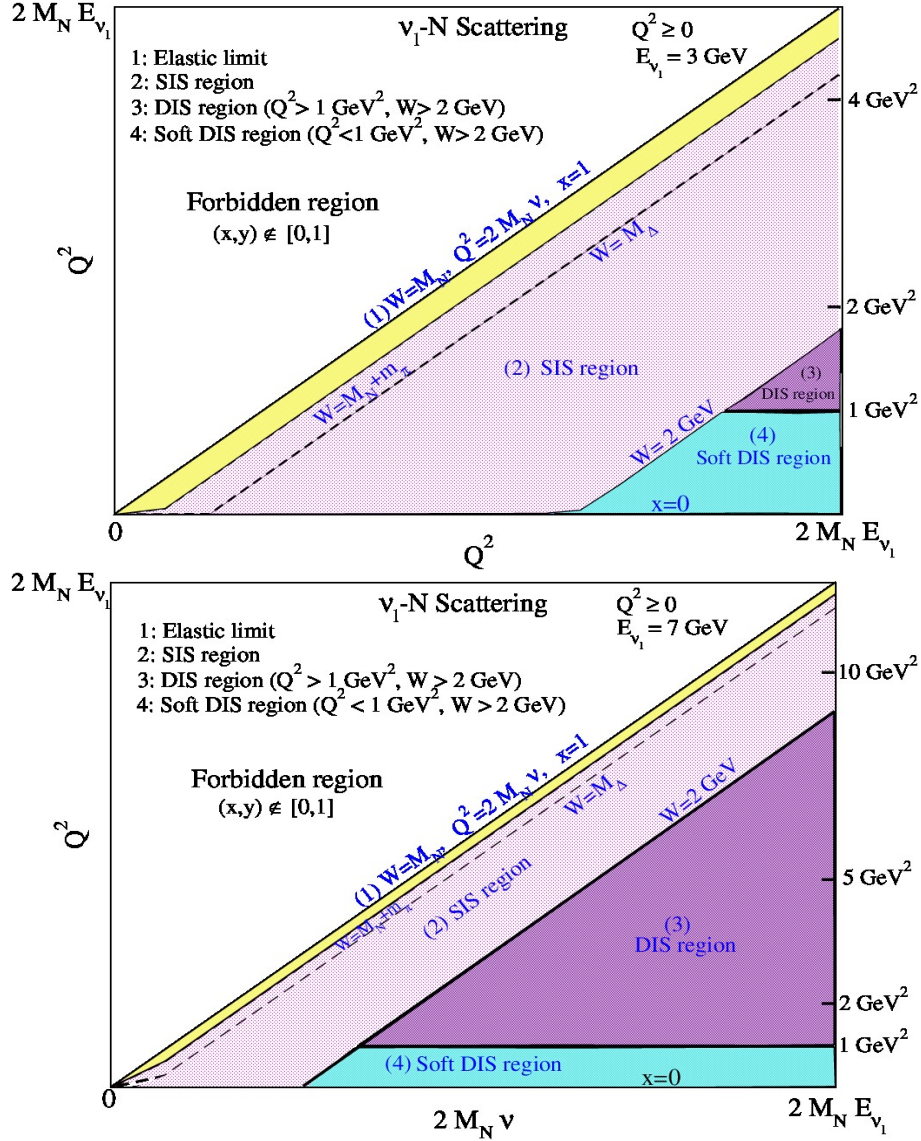 2 M_N E_ν_l
ν_l-N Scattering
Q² ≥ 0
E_ν_l = 3 GeV
1: Elastic limit
2: SIS region
3: DIS region (Q² > 1 GeV², W> 2 GeV)
4: Soft DIS region (Q² <1 GeV², W> 2 GeV)
4 GeV²
Forbidden region
(x,y) ∉ [0,1]
(1)W=M_N, Q²=2 M_N ν, x=1
W=M_Δ
Q²
2 GeV²
W=M_N+m_π
(2) SIS region
(3)
DIS region
1 GeV²
W= 2 GeV
(4)
Soft DIS region
x=0
0
Q²
2 M_N E_ν_l
2 M_N E_ν_l
ν_l-N Scattering
Q² ≥ 0
E_ν_l = 7 GeV
1: Elastic limit
2: SIS region
3: DIS region (Q² > 1 GeV², W > 2 GeV)
4: Soft DIS region (Q² < 1 GeV², W > 2 GeV)
10 GeV²
Forbidden region
(x,y) ∉ [0,1]
(1) W=M_N, Q²=2 M_N ν, x=1
W=M_Δ
W=2 GeV
Q²
5 GeV²
W=M_N+m_π
(2) SIS region
(3)
DIS region
2 GeV²
1 GeV²
(4) Soft DIS region
x=0
0
2 M_N ν
2 M_N E_ν_l